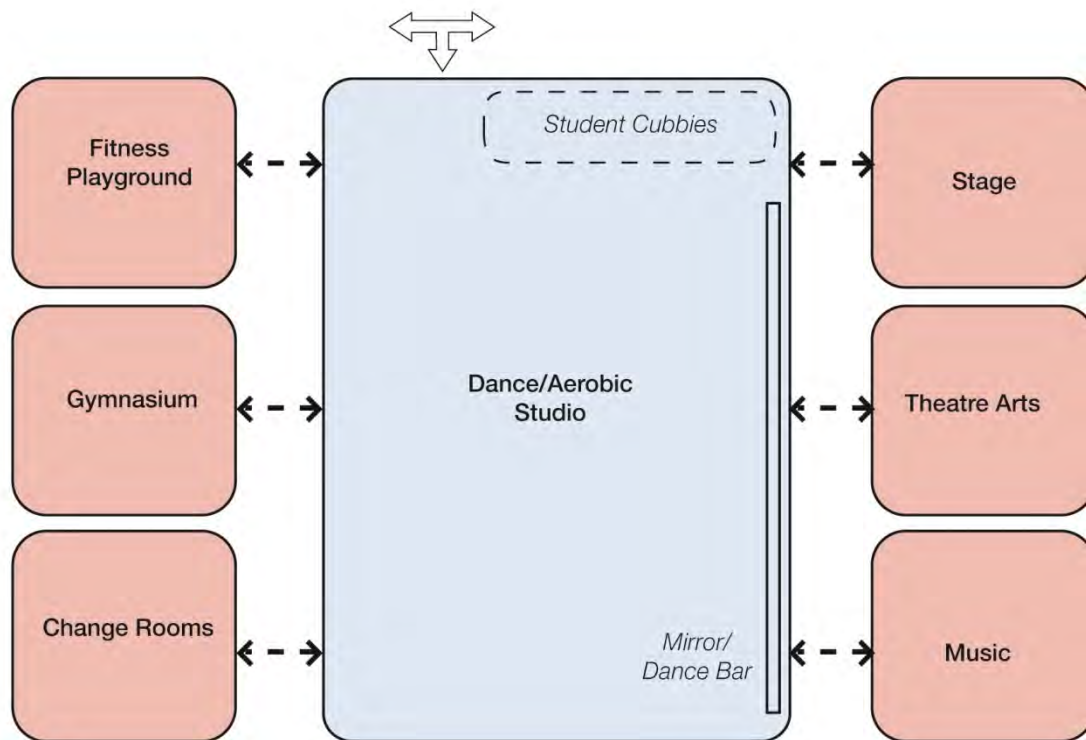 Fitness
Playground
Student Cubbies
Stage
Gymnasium
Dance/Aerobic
Studio
Theatre Arts
Change Rooms
Mirror/
Dance Bar
Music